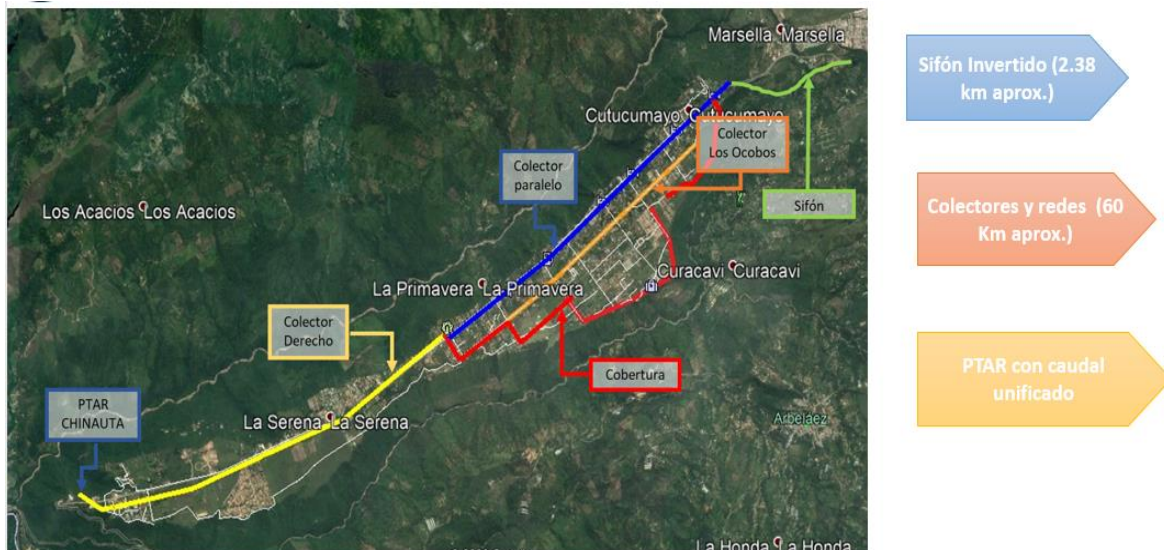 Marsella Marsella
Cutucumayo Cutucumayo
Colector
Los Ocobos
Colector
paralelo
Sifón
Los Acacios Los Acacios
Curacavi Curacavi
La Primavera La Primavera
Colector
Derecho
Cobertura
PTAR
CHINAUTA
La Serena La Serena
Arbelaez
La Honda La Honda
Sifón Invertido (2.38
km aprox.)
Colectores y redes (60
Km aprox.)
PTAR con caudal
unificado